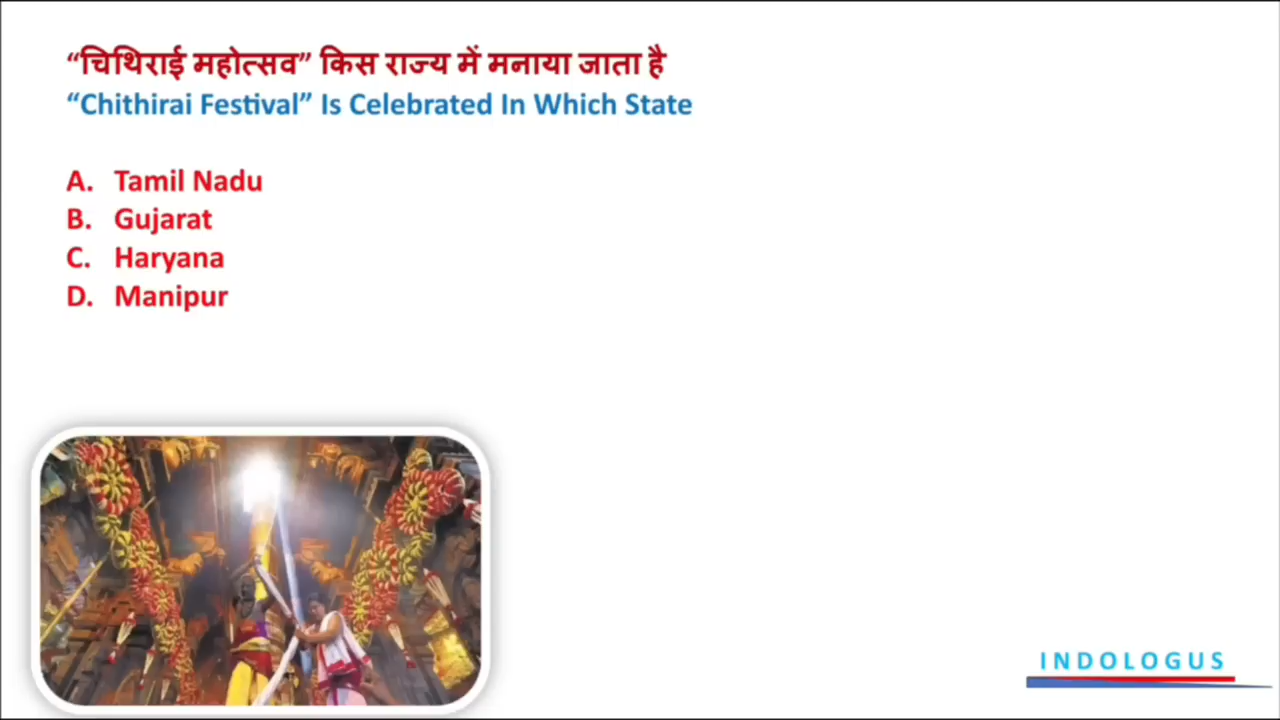 “चिथिराई महोत्सव” किस राज्य में मनाया जाता है
“Chithirai Festival” Is Celebrated In Which State
A. Tamil Nadu
B. Gujarat
C. Haryana
D. Manipur
INDOLOGUS